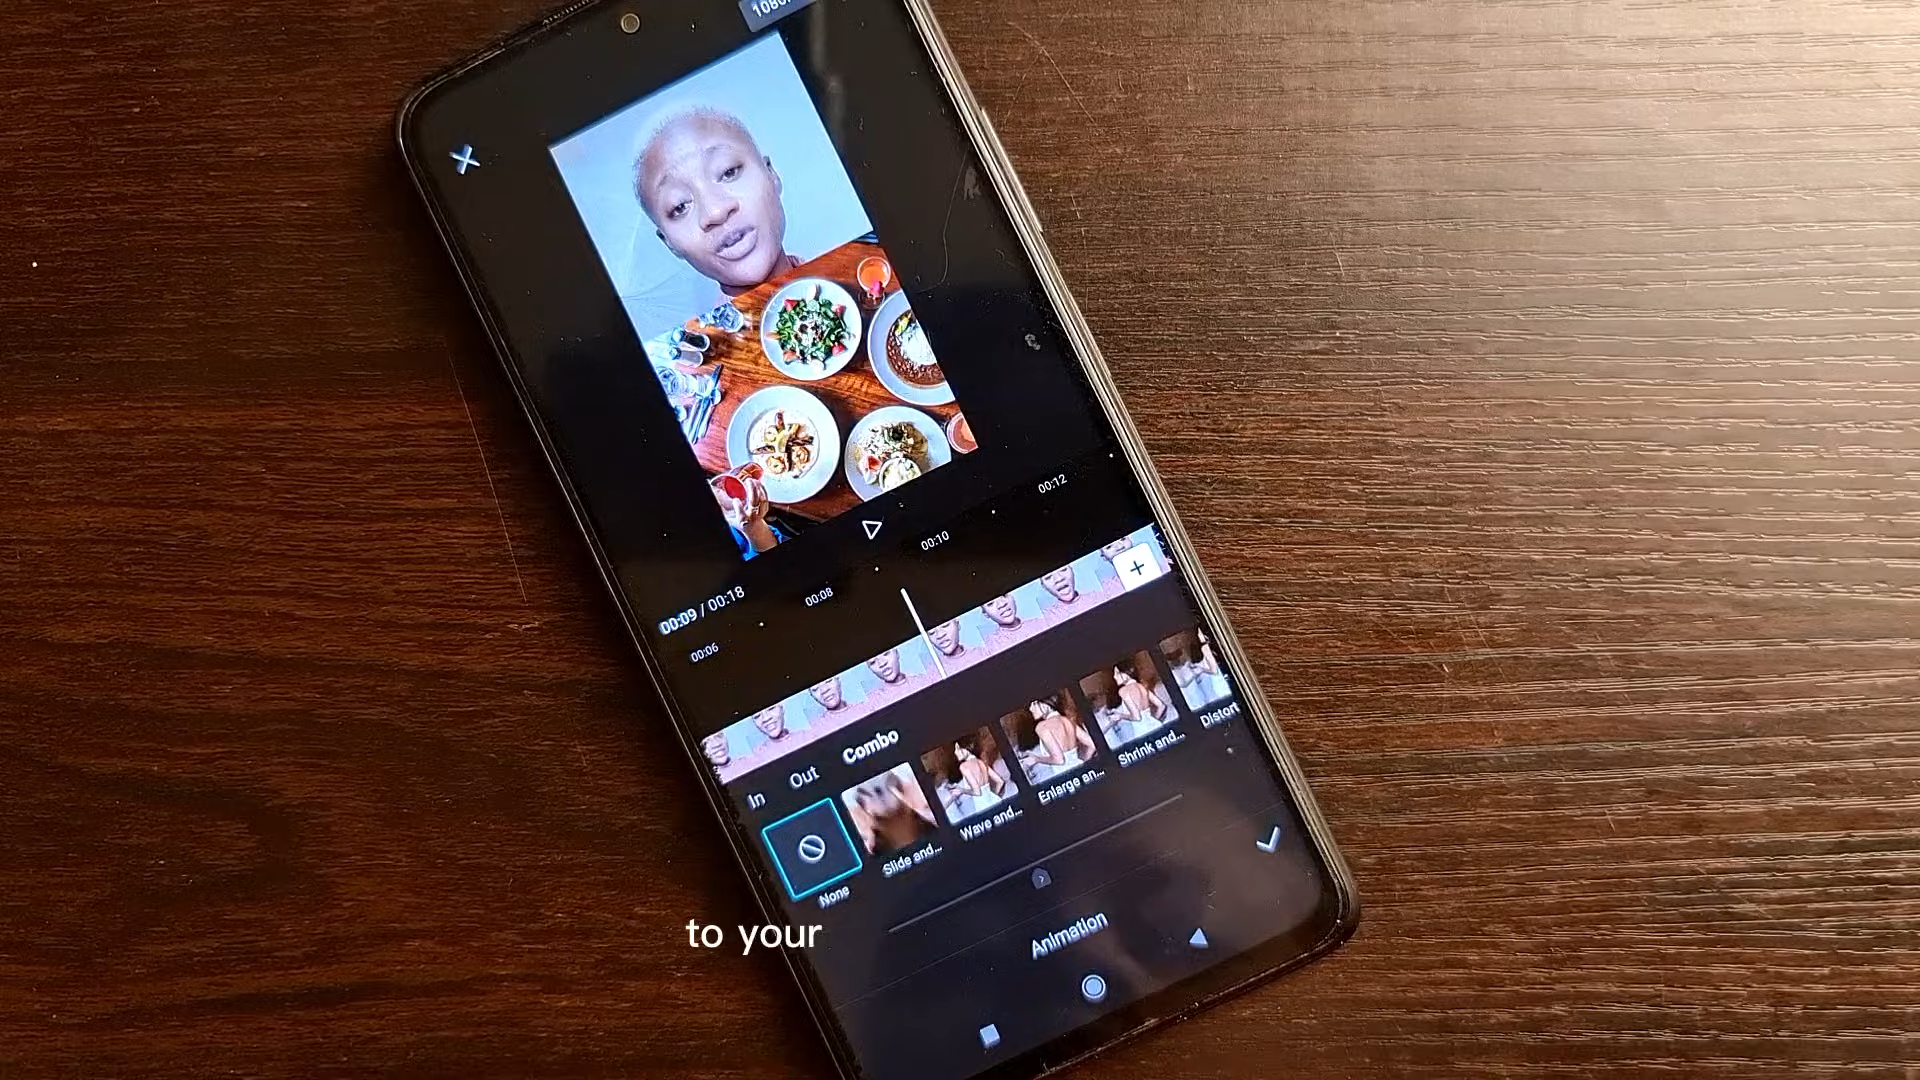 00:12
00:10
00:09 / 00:18
00:08
00:06
In
Out
Combo
None
Slide and...
Wave and...
Enlarge an...
Shrink and...
Distort
Animation
to your